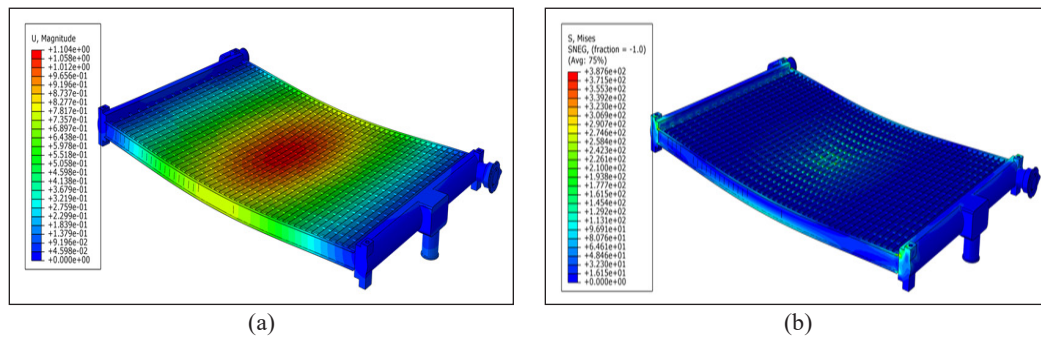 U, Magnitude
+1.104e+00
+1.058e+00
+1.012e+00
+9.656e-01
+9.196e-01
+8.737e-01
+8.277e-01
+7.817e-01
+7.357e-01
+6.897e-01
+6.438e-01
+5.978e-01
+5.518e-01
+5.058e-01
+4.598e-01
+4.138e-01
+3.679e-01
+3.219e-01
+2.759e-01
+2.299e-01
+1.839e-01
+1.379e-01
+9.196e-02
+4.598e-02
+0.000e+00
(a)
S, Mises
SNEG, (fraction = -1.0)
(Avg: 75%)
+3.876e+02
+3.715e+02
+3.553e+02
+3.392e+02
+3.230e+02
+3.069e+02
+2.907e+02
+2.746e+02
+2.584e+02
+2.423e+02
+2.261e+02
+2.100e+02
+1.938e+02
+1.777e+02
+1.615e+02
+1.454e+02
+1.292e+02
+1.131e+02
+9.691e+01
+8.076e+01
+6.461e+01
+4.846e+01
+3.230e+01
+1.615e+01
+0.000e+00
(b)